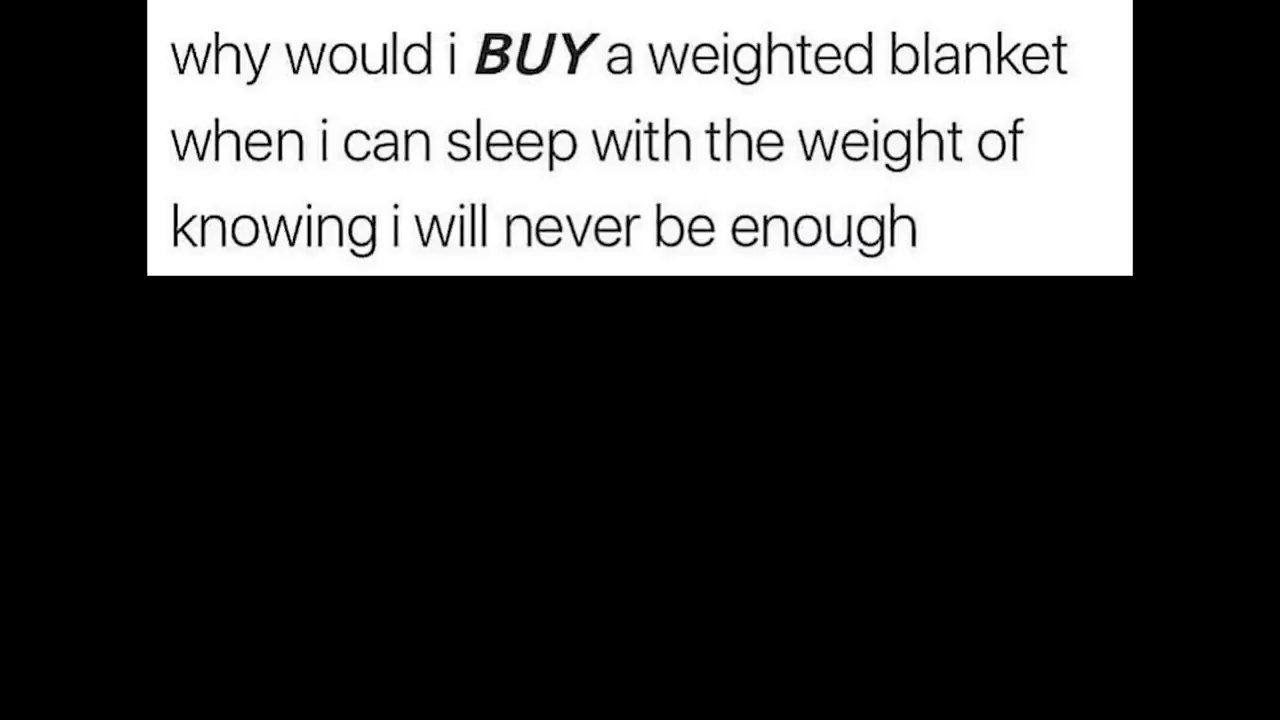 why would i BUY a weighted blanket
when i can sleep with the weight of
knowing i will never be enough